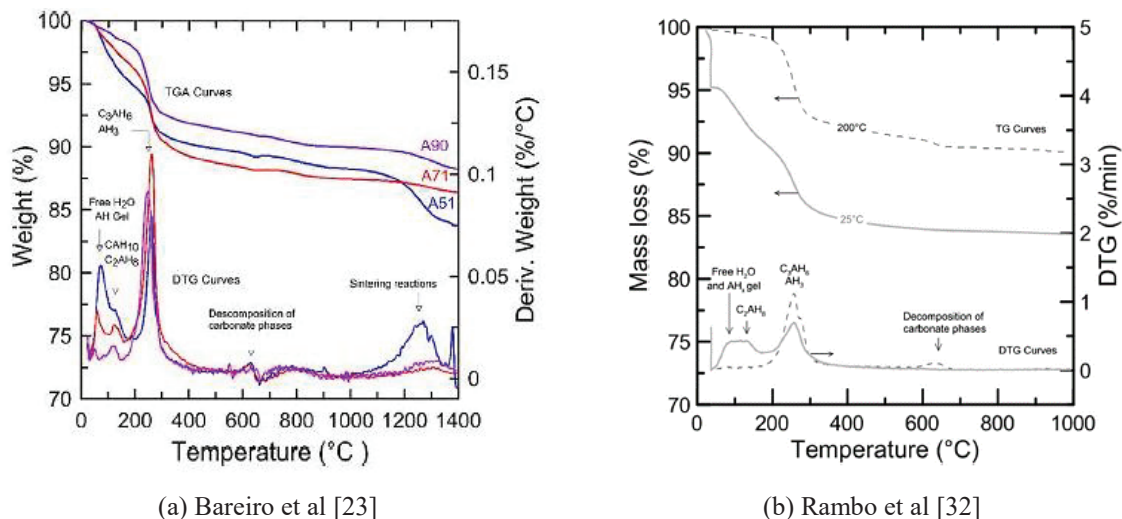 100
95
90
85
80
75
70
Weight (%)
0.15
0.1
0.05
0
Deriv. Weight (%/°C)
TGA Curves
C₃AH₆
AH₃
A90
A71
A51
Free H₂O
AH Gel
CAH₁₀
C₂AH₈
DTG Curves
Decomposition of
carbonate phases
Sintering reactions
0 200 400 600 800 1000 1200 1400
Temperature (°C )
(a) Bareiro et al [23]
100
95
90
85
80
75
70
Mass loss (%)
5
4
3
2
1
0
DTG (%/min)
200°C
TG Curves
25°C
Free H₂O
and AHₓ gel
C₂AH₈
C₃AH₆
AH₃
Decomposition of
carbonate phases
DTG Curves
0 200 400 600 800 1000
Temperature (°C)
(b) Rambo et al [32]